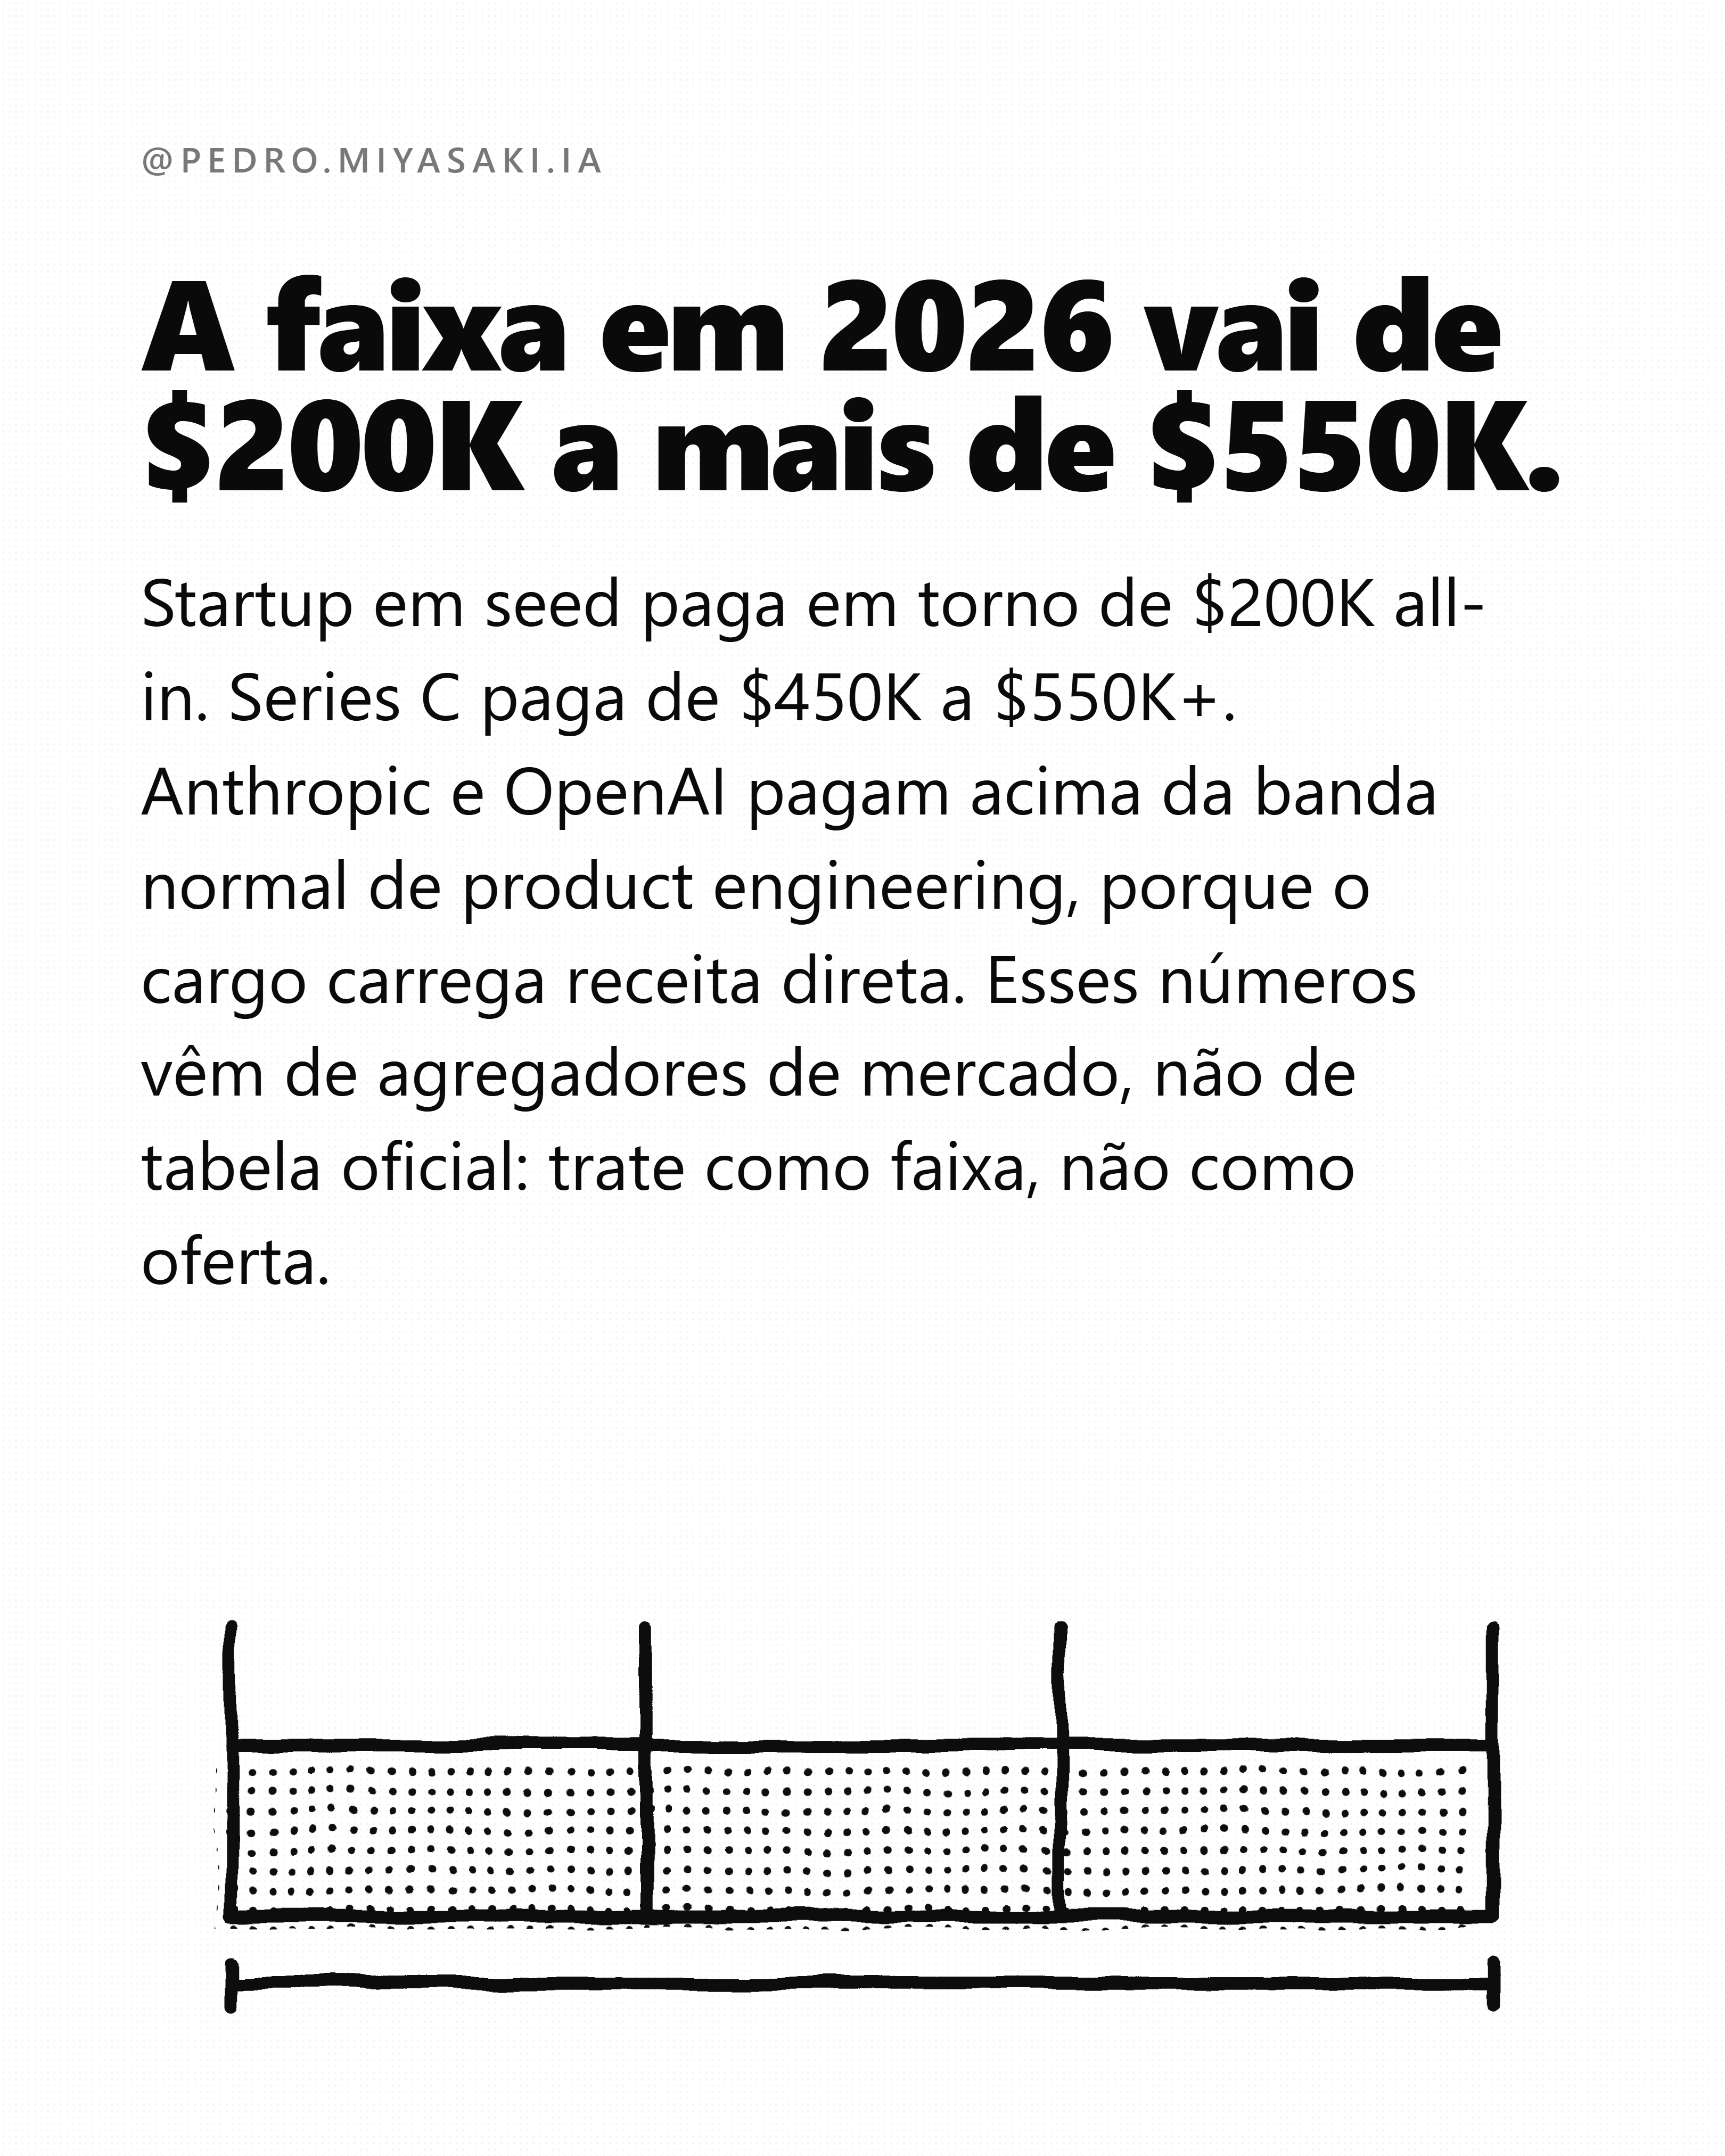 @PEDRO.MIYASAKI.IA
A faixa em 2026 vai de
$200K a mais de $550K.
Startup em seed paga em torno de $200K all-
in. Series C paga de $450K a $550K+.
Anthropic e OpenAI pagam acima da banda
normal de product engineering, porque o
cargo carrega receita direta. Esses números
vêm de agregadores de mercado, não de
tabela oficial: trate como faixa, não como
oferta.